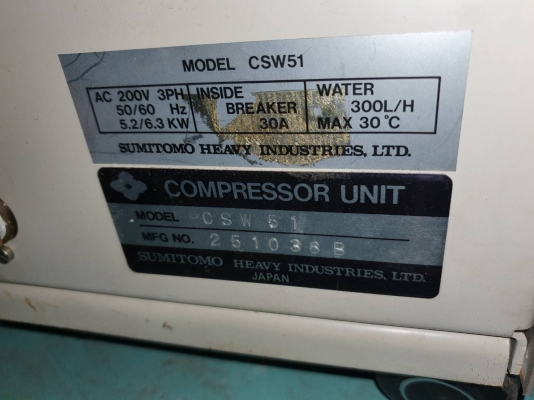 MODEL CSW51
AC 200V 3PH
50/60 Hz
5.2/6.3 KW
INSIDE
BREAKER
30A
WATER
300L/H
MAX 30°C
SUMITOMO HEAVY INDUSTRIES, LTD.
COMPRESSOR UNIT
MODEL CSW51
MFG NO. 251036B
SUMITOMO HEAVY INDUSTRIES, LTD.
JAPAN